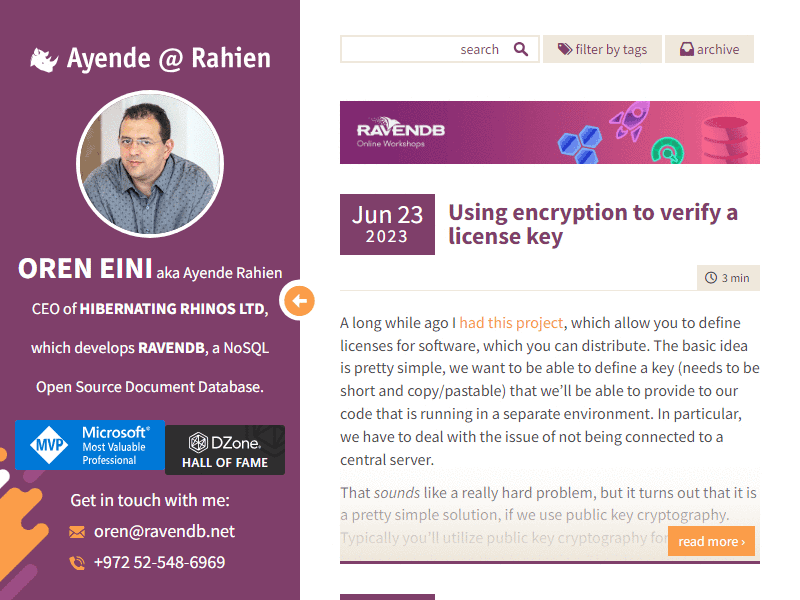 Ayende @ Rahien
OREN EINI aka Ayende Rahien
CEO of HIBERNATING RHINOS LTD,
which develops RAVENDB, a NoSQL
Open Source Document Database.
MVP
Microsoft®
Most Valuable
Professional
DZone.
HALL OF FAME
Get in touch with me:
oren@ravendb.net
+972 52-548-6969
search
filter by tags
archive
RAVENDB
Online Workshops
Jun 23
2023
Using encryption to verify a
license key
3 min
A long while ago I had this project, which allow you to define
licenses for software, which you can distribute. The basic idea
is pretty simple, we want to be able to define a key (needs to be
short and copy/pastable) that we’ll be able to provide to our
code that is running in a separate environment. In particular,
we have to deal with the issue of not being connected to a
central server.
That sounds like a really hard problem, but it turns out that it is
a pretty simple solution, if we use public key cryptography.
Typically you’ll utilize public key cryptography for
read more ›